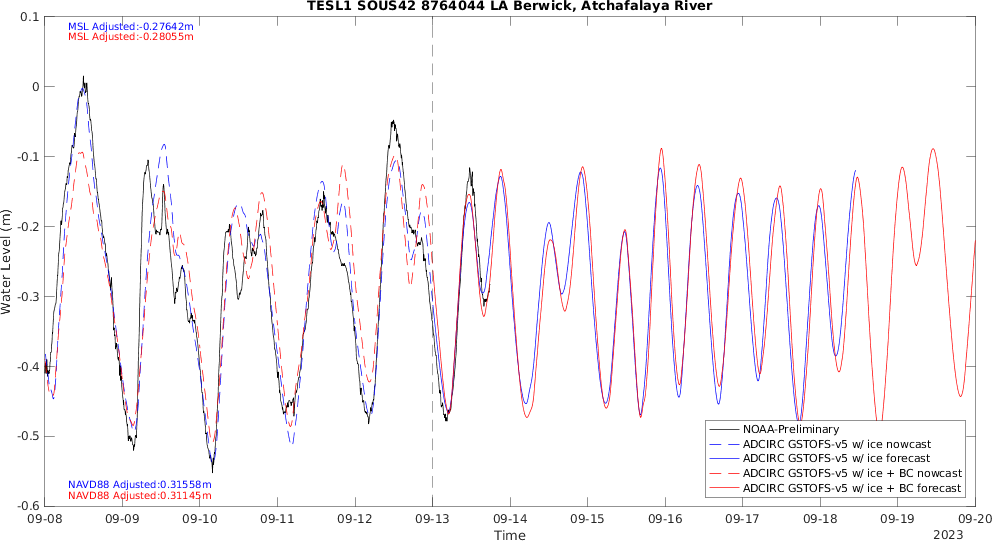 TESL1 SOUS42 8764044 LA Berwick, Atchafalaya River
MSL Adjusted:-0.27642m
MSL Adjusted:-0.28055m
0.1
0
-0.1
-0.2
-0.3
-0.4
-0.5
-0.6
Water Level (m)
NAVD88 Adjusted:0.31558m
NAVD88 Adjusted:0.31145m
NOAA-Preliminary
ADCIRC GSTOFS-v5 w/ ice nowcast
ADCIRC GSTOFS-v5 w/ ice forecast
ADCIRC GSTOFS-v5 w/ ice + BC nowcast
ADCIRC GSTOFS-v5 w/ ice + BC forecast
09-08 09-09 09-10 09-11 09-12 09-13 09-14 09-15 09-16 09-17 09-18 09-19 09-20
Time
2023